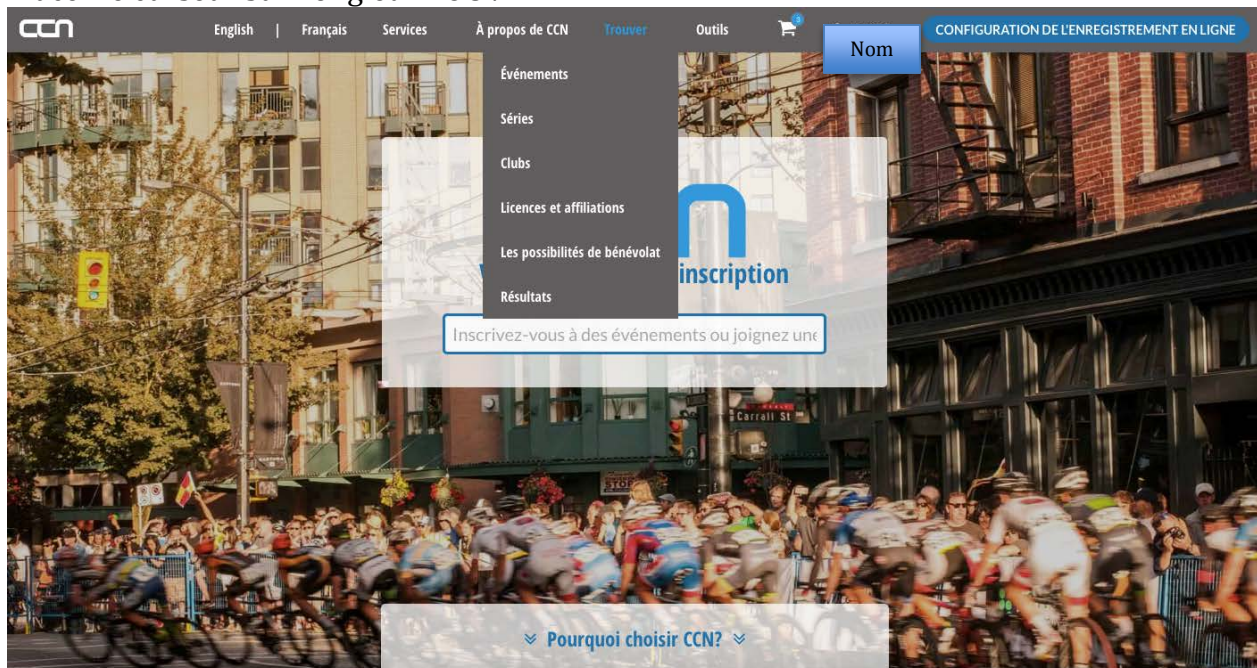 CCN
English | Français Services À propos de CCN Trouver Outils Nom CONFIGURATION DE L'ENREGISTREMENT EN LIGNE
Événements
Séries
Clubs
Licences et affiliations
Les possibilités de bénévolat
Résultats
inscription
Inscrivez-vous à des événements ou joignez une
Carrall St
STOP
Pourquoi choisir CCN?